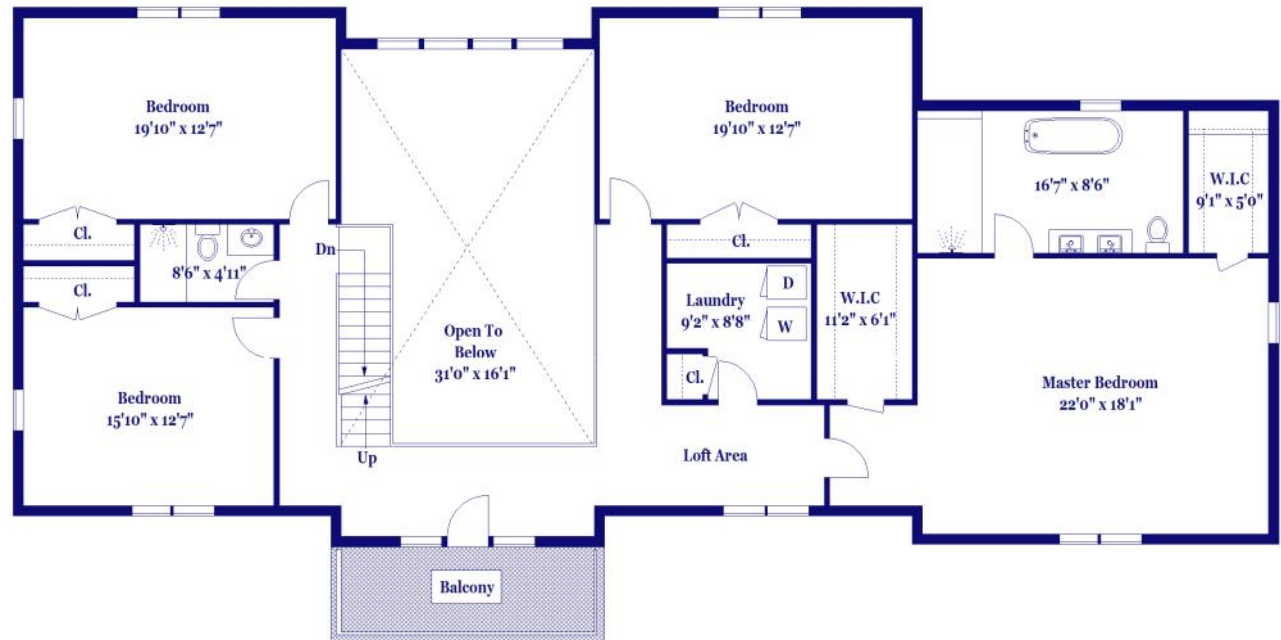 Bedroom
19'10" x 12'7"
Bedroom
19'10" x 12'7"
16'7" x 8'6"
W.I.C
9'1" x 5'0"
Cl.
Dn
Cl.
8'6" x 4'11"
Cl.
Laundry
9'2" x 8'8"
D
W
W.I.C
11'2" x 6'1"
Open To
Below
31'0" x 16'1"
Cl.
Bedroom
15'10" x 12'7"
Master Bedroom
22'0" x 18'1"
Up
Loft Area
Balcony